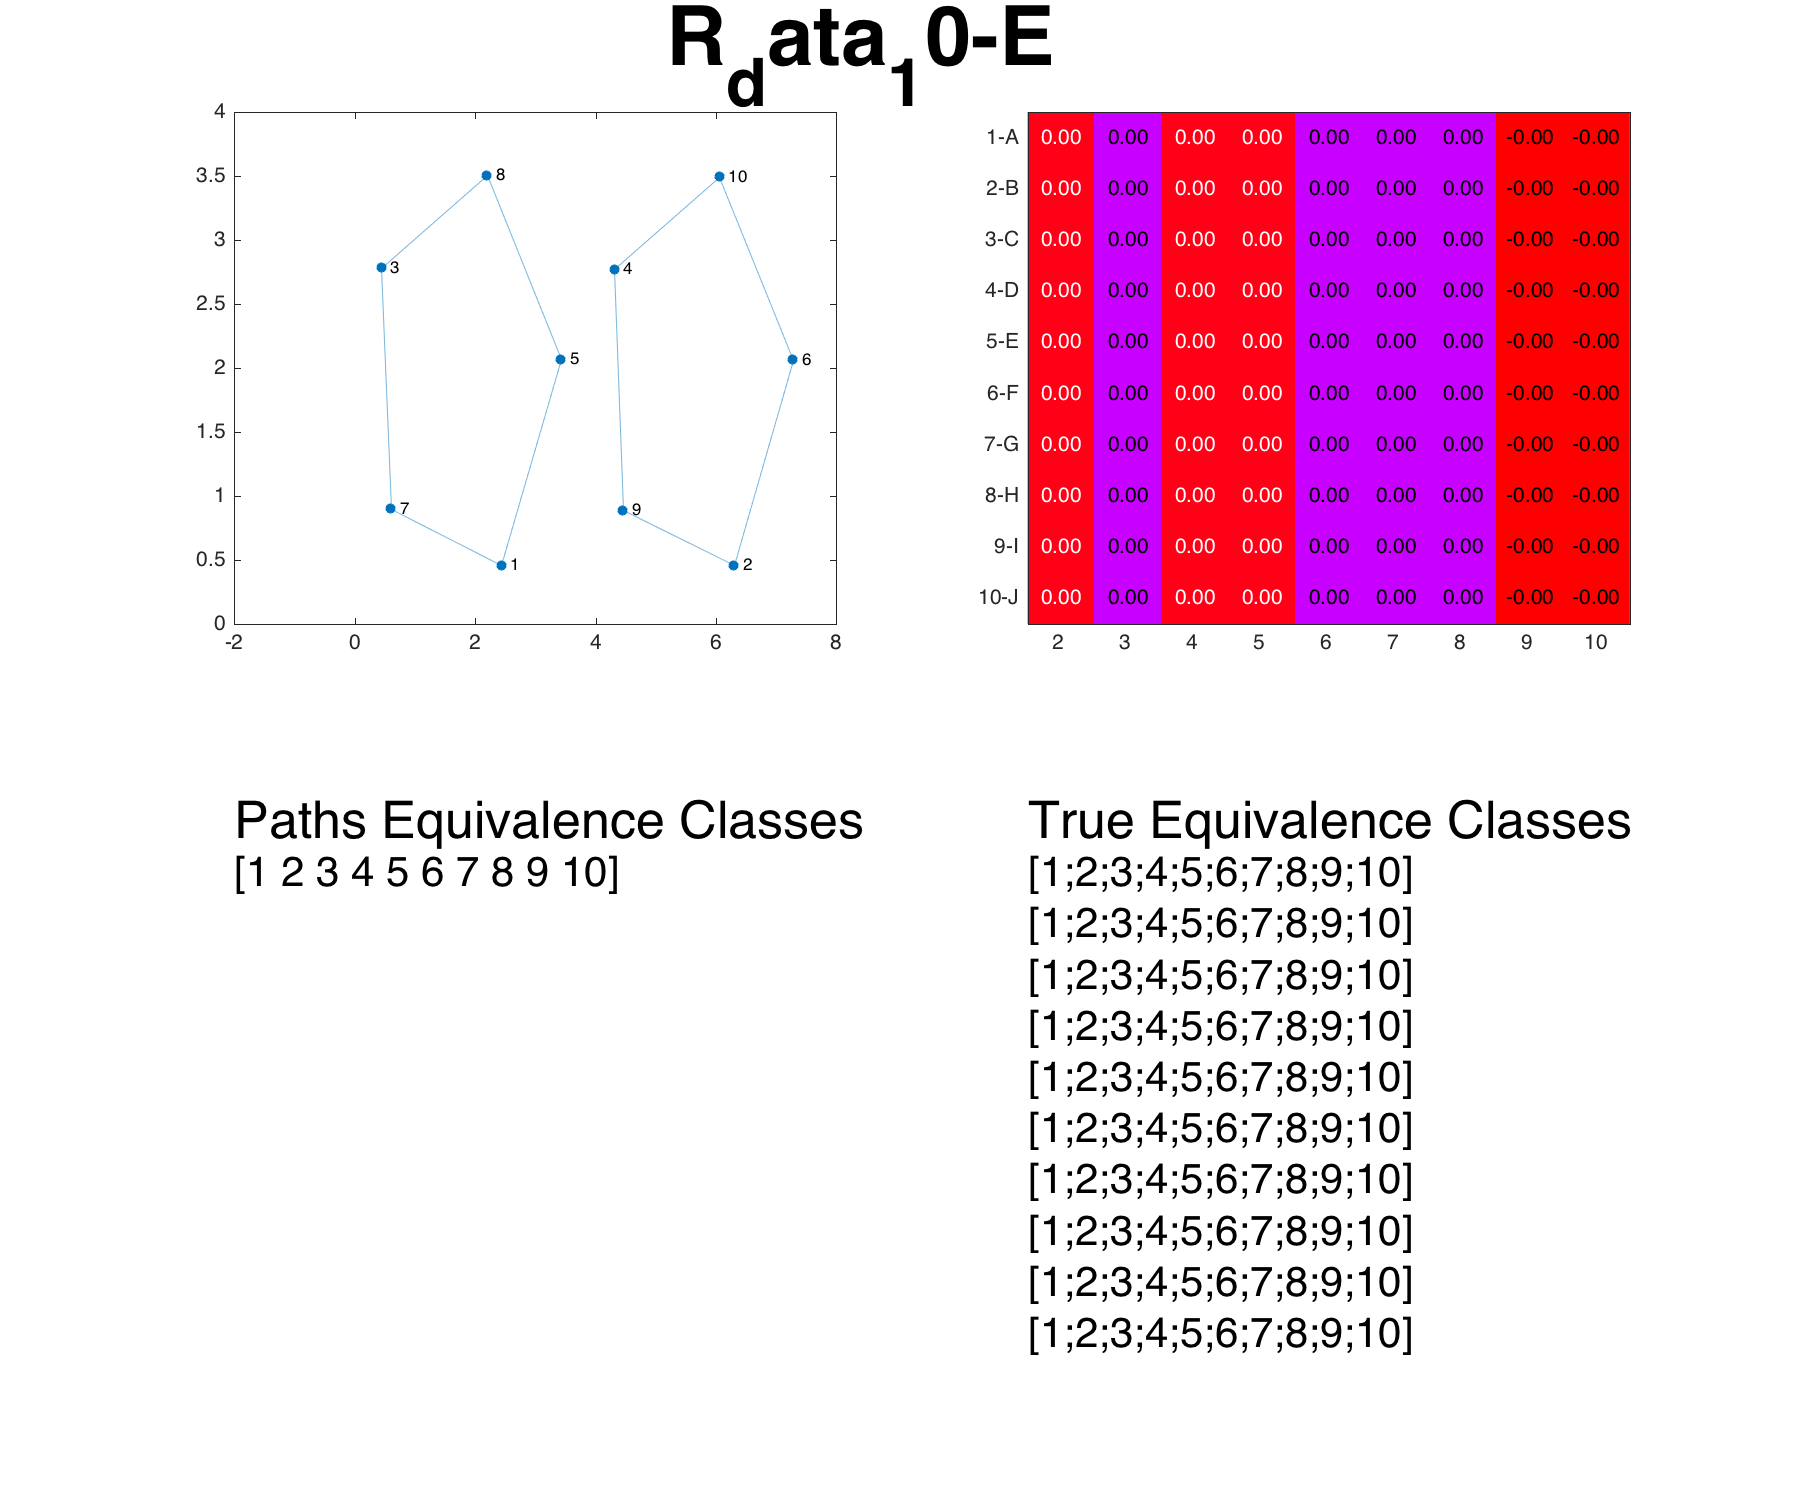 Rdata10-E
4
3.5
3
2.5
2
1.5
1
0.5
0
-2 0 2 4 6 8
8
10
3
4
5
6
7
9
1
2
1-A 0.00 0.00 0.00 0.00 0.00 0.00 0.00 -0.00 -0.00
2-B 0.00 0.00 0.00 0.00 0.00 0.00 0.00 -0.00 -0.00
3-C 0.00 0.00 0.00 0.00 0.00 0.00 0.00 -0.00 -0.00
4-D 0.00 0.00 0.00 0.00 0.00 0.00 0.00 -0.00 -0.00
5-E 0.00 0.00 0.00 0.00 0.00 0.00 0.00 -0.00 -0.00
6-F 0.00 0.00 0.00 0.00 0.00 0.00 0.00 -0.00 -0.00
7-G 0.00 0.00 0.00 0.00 0.00 0.00 0.00 -0.00 -0.00
8-H 0.00 0.00 0.00 0.00 0.00 0.00 0.00 -0.00 -0.00
9-I 0.00 0.00 0.00 0.00 0.00 0.00 0.00 -0.00 -0.00
10-J 0.00 0.00 0.00 0.00 0.00 0.00 0.00 -0.00 -0.00
2 3 4 5 6 7 8 9 10
Paths Equivalence Classes
[1 2 3 4 5 6 7 8 9 10]
True Equivalence Classes
[1;2;3;4;5;6;7;8;9;10]
[1;2;3;4;5;6;7;8;9;10]
[1;2;3;4;5;6;7;8;9;10]
[1;2;3;4;5;6;7;8;9;10]
[1;2;3;4;5;6;7;8;9;10]
[1;2;3;4;5;6;7;8;9;10]
[1;2;3;4;5;6;7;8;9;10]
[1;2;3;4;5;6;7;8;9;10]
[1;2;3;4;5;6;7;8;9;10]
[1;2;3;4;5;6;7;8;9;10]